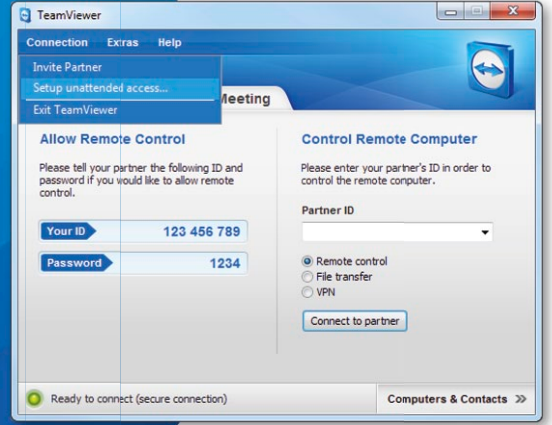 TeamViewer
Connection Extras Help
Invite Partner
Setup unattended access...
Exit TeamViewer
Meeting
Allow Remote Control
Please tell your partner the following ID and
password if you would like to allow remote
control.
Your ID 123 456 789
Password 1234
Control Remote Computer
Please enter your partner's ID in order to
control the remote computer.
Partner ID
Remote control
File transfer
VPN
Connect to partner
Ready to connect (secure connection)
Computers & Contacts >>